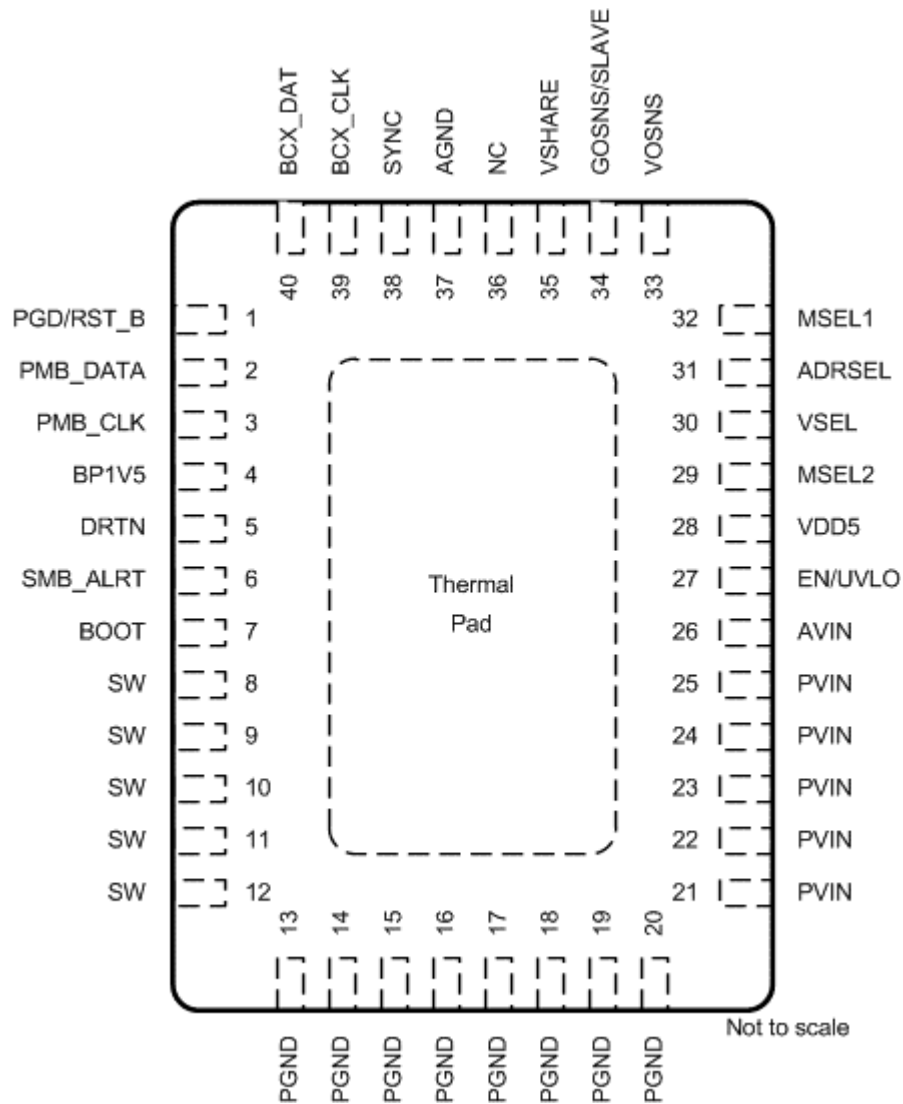 BCX_DAT
BCX_CLK
SYNC
AGND
NC
VSHARE
GOSNS/SLAVE
VOSNS
40
39
38
37
36
35
34
33
PGD/RST_B 1
32 MSEL1
PMB_DATA 2
31 ADRSEL
PMB_CLK 3
30 VSEL
BP1V5 4
29 MSEL2
DRTN 5
28 VDD5
SMB_ALRT 6
27 EN/UVLO
Thermal
Pad
BOOT 7
26 AVIN
SW 8
25 PVIN
SW 9
24 PVIN
SW 10
23 PVIN
SW 11
22 PVIN
SW 12
21 PVIN
13
14
15
16
17
18
19
20
PGND
PGND
PGND
PGND
PGND
PGND
PGND
PGND
Not to scale